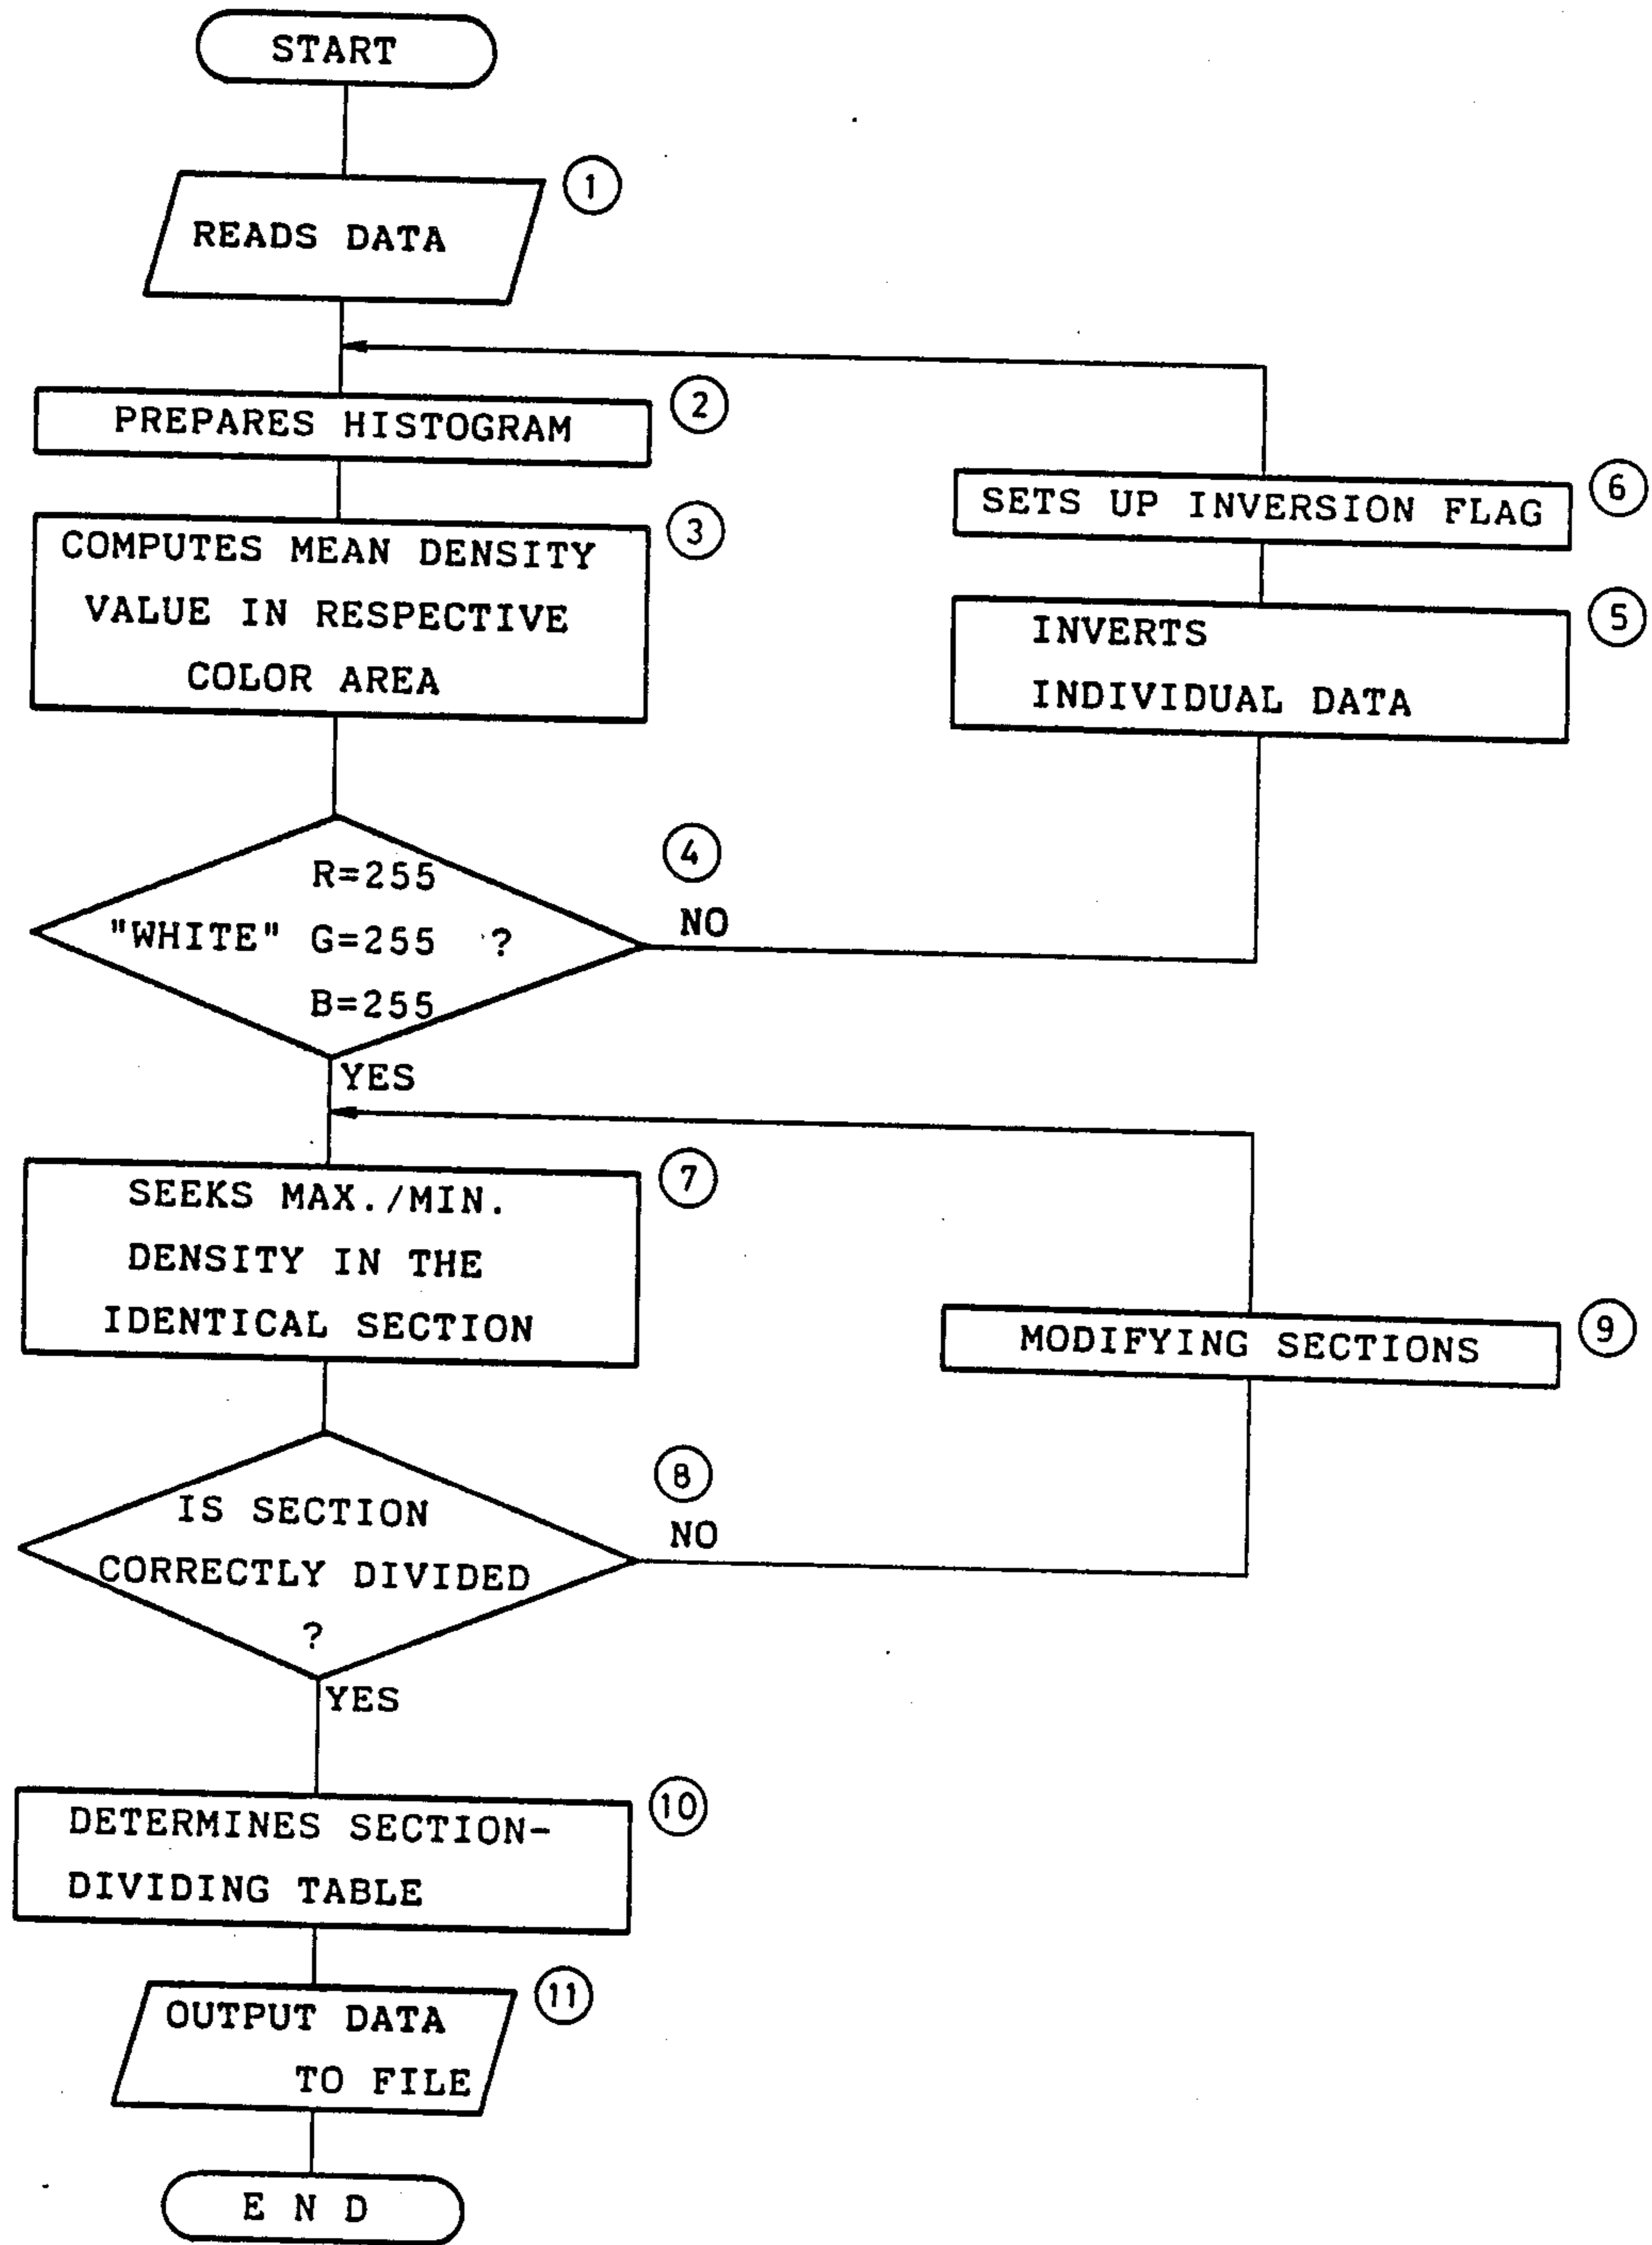 START
1
READS DATA
2
PREPARES HISTOGRAM
3
COMPUTES MEAN DENSITY
VALUE IN RESPECTIVE
COLOR AREA
4
R=255
"WHITE" G=255 ?
B=255
NO
YES
5
INVERTS
INDIVIDUAL DATA
6
SETS UP INVERSION FLAG
7
SEEKS MAX./MIN.
DENSITY IN THE
IDENTICAL SECTION
8
IS SECTION
CORRECTLY DIVIDED
?
NO
YES
9
MODIFYING SECTIONS
10
DETERMINES SECTION-
DIVIDING TABLE
11
OUTPUT DATA
TO FILE
E N D